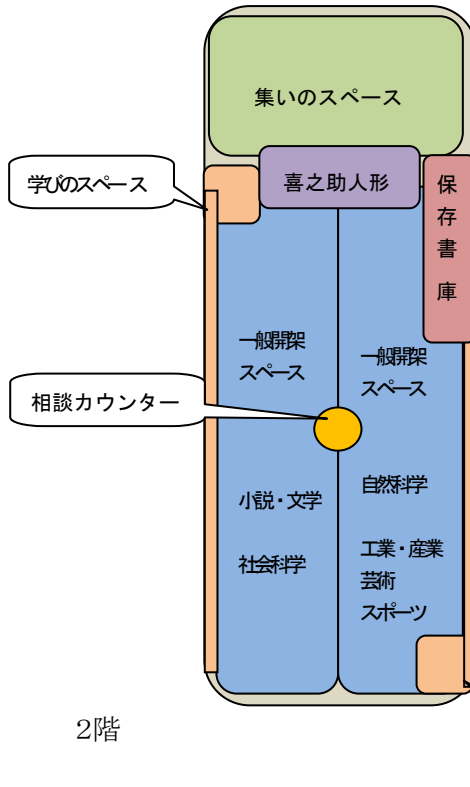 集いのスペース
喜之助人形
学びのスペース
保
存
書
庫
一般開架
スペース
一般開架
スペース
相談カウンター
小説・文学
社会科学
自然科学
工業・産業
芸術
スポーツ
2階